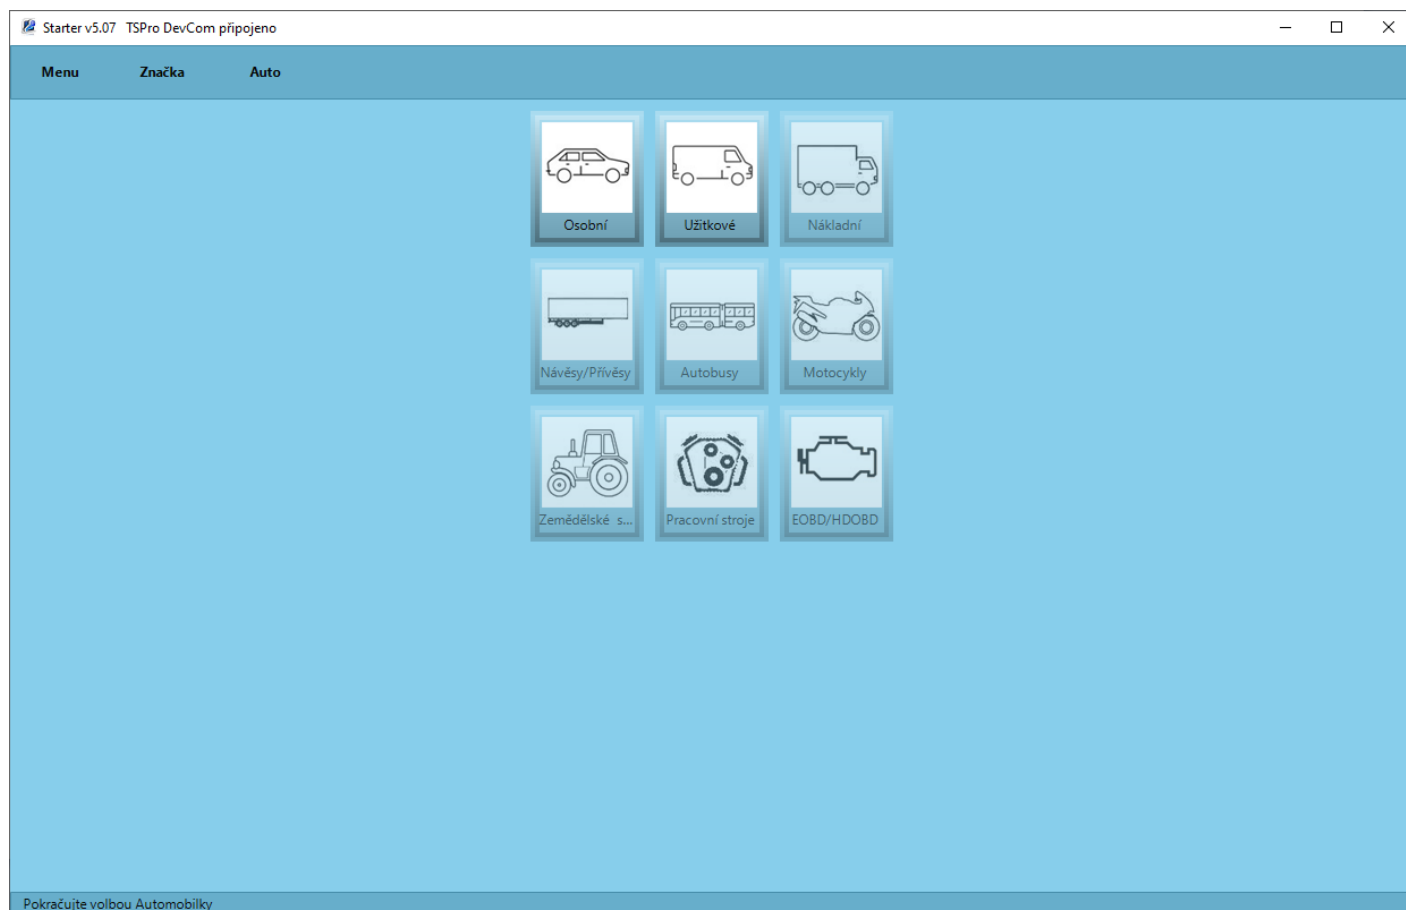 Starter v5.07 TSPro DevCom připojeno
Menu Značka Auto
Osobní Užitkové Nákladní
Návěsy/Přívěsy Autobusy Motocykly
Zemědělské s... Pracovní stroje EOBD/HDOBD
Pokračujte volbou Automobilky